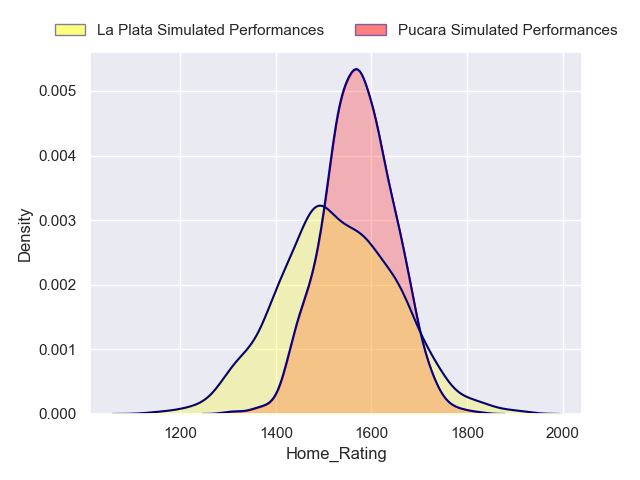 La Plata Simulated Performances Pucara Simulated Performances
0.005
0.004
0.003
0.002
0.001
0.000
Density
1200 1400 1600 1800 2000
Home_Rating